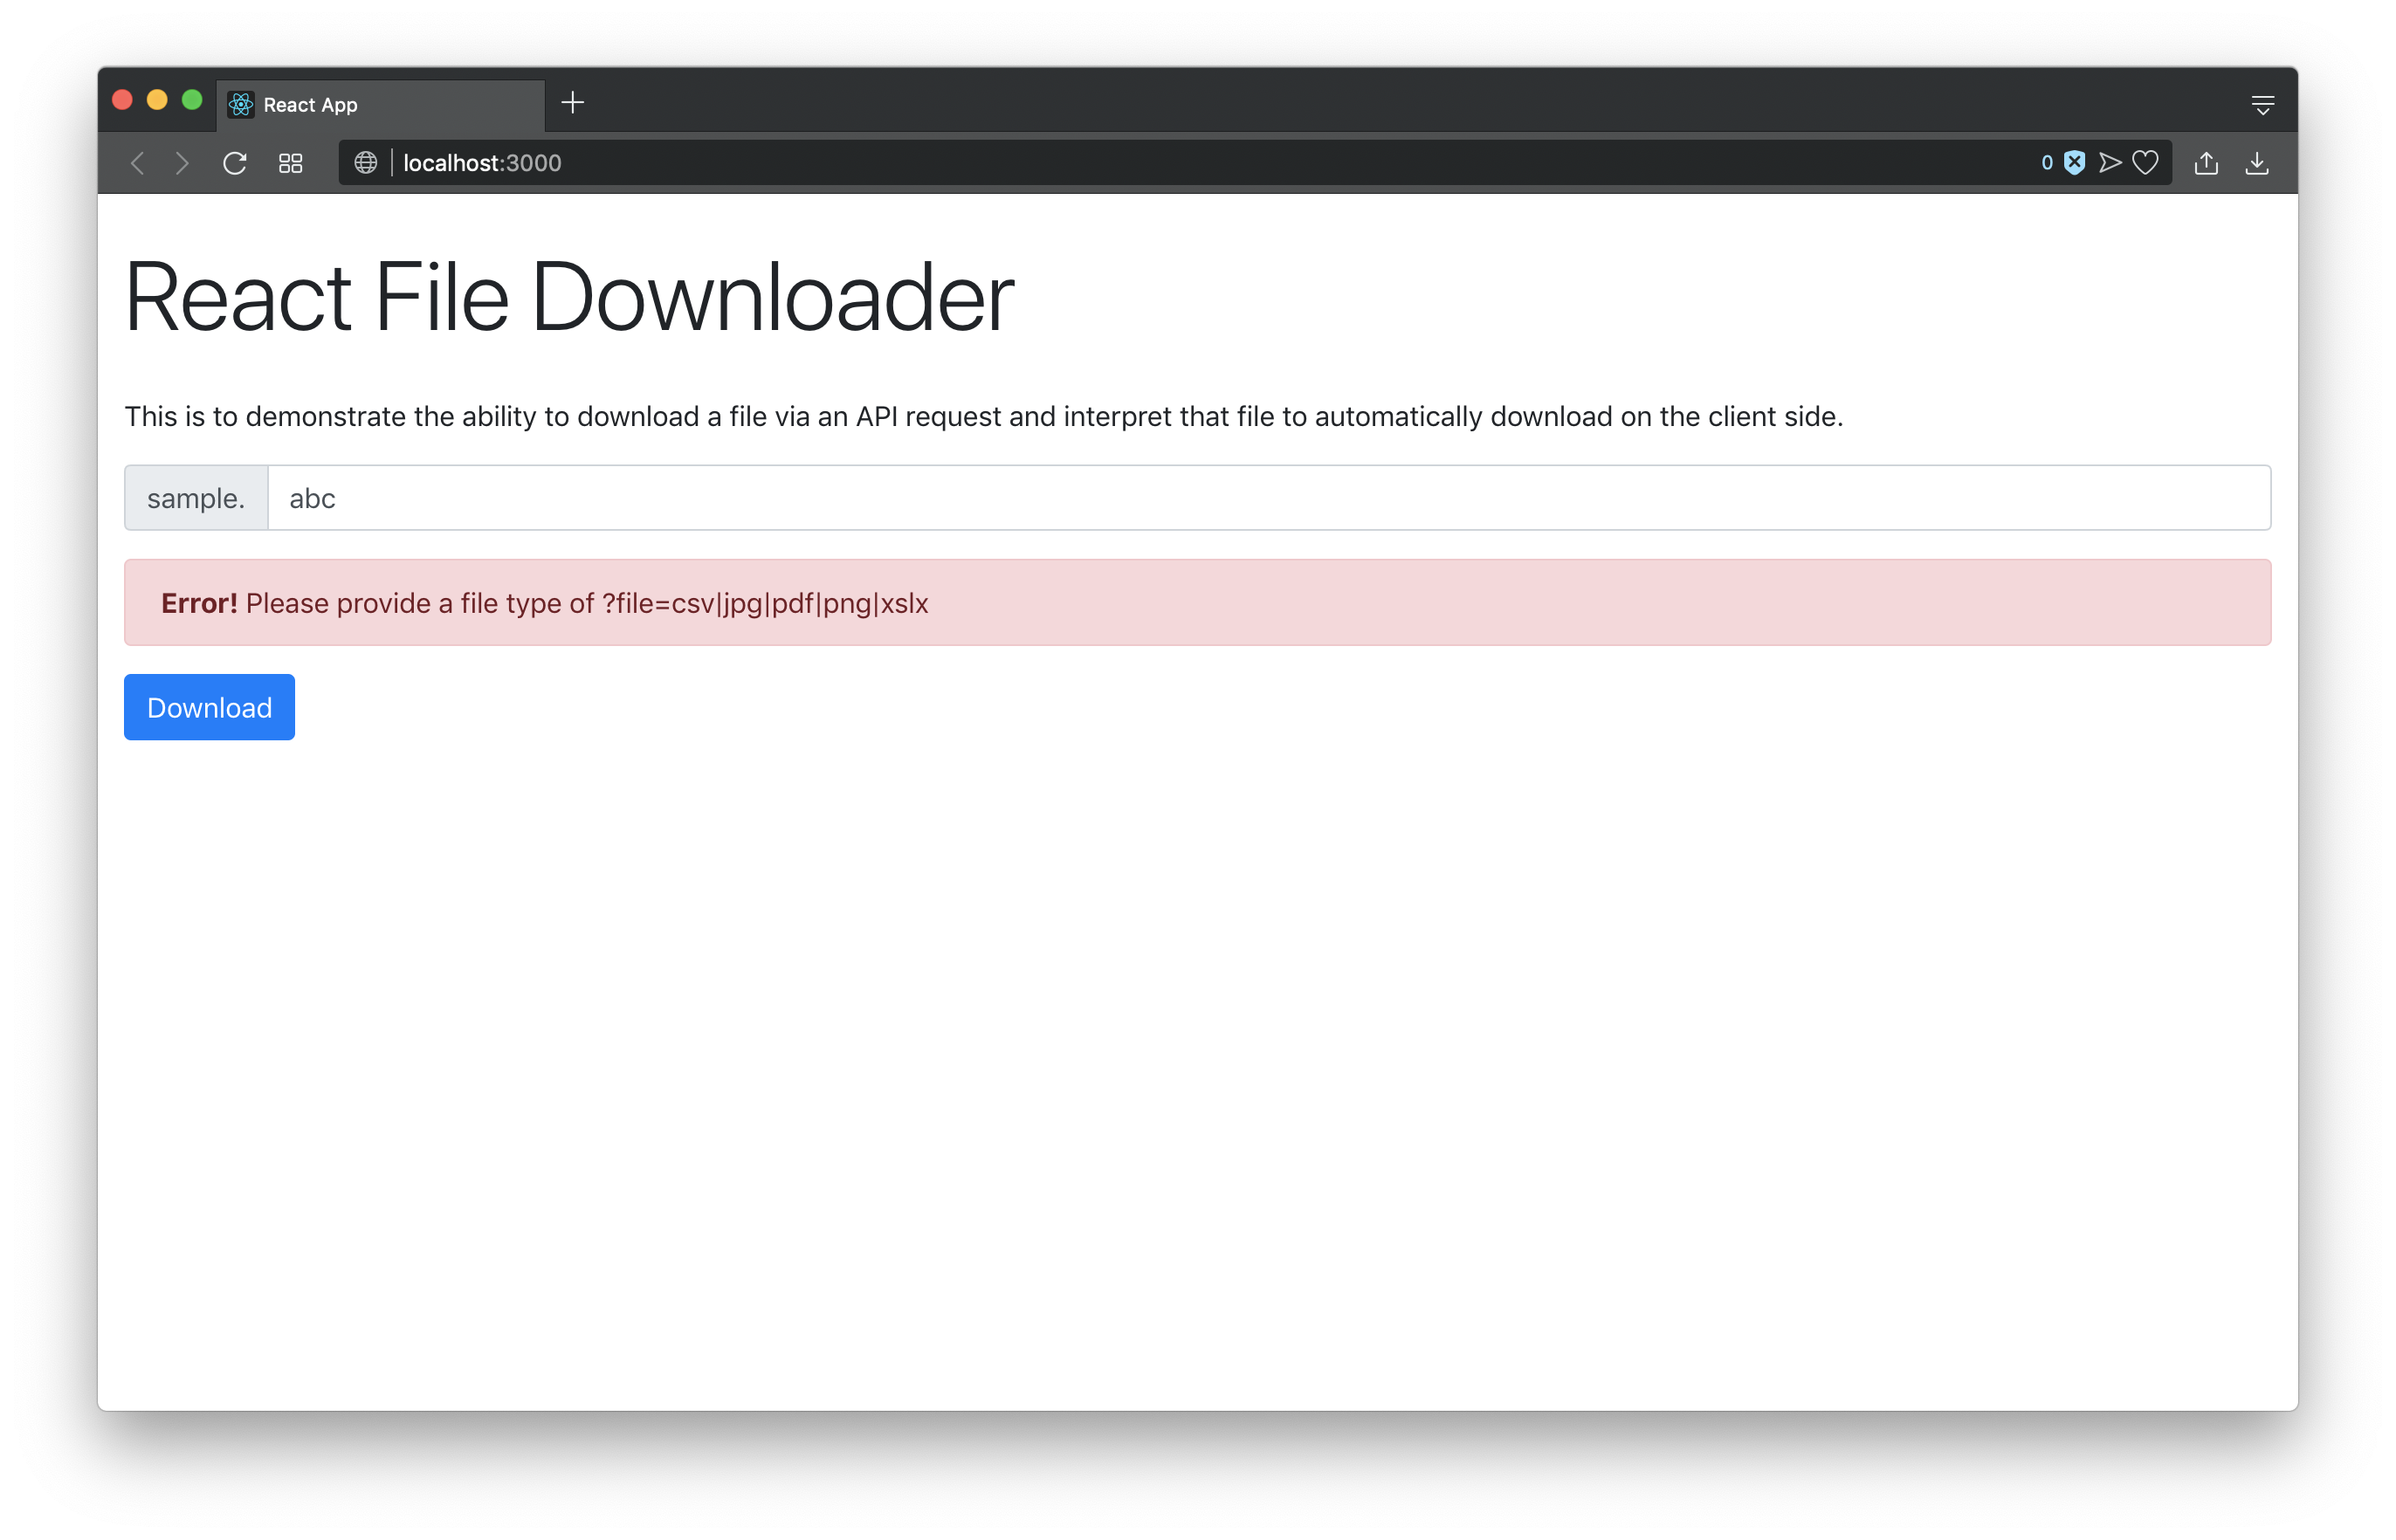 React App
localhost:3000
0
React File Downloader
This is to demonstrate the ability to download a file via an API request and interpret that file to automatically download on the client side.
sample. abc
Error! Please provide a file type of ?file=csv|jpg|pdf|png|xslx
Download